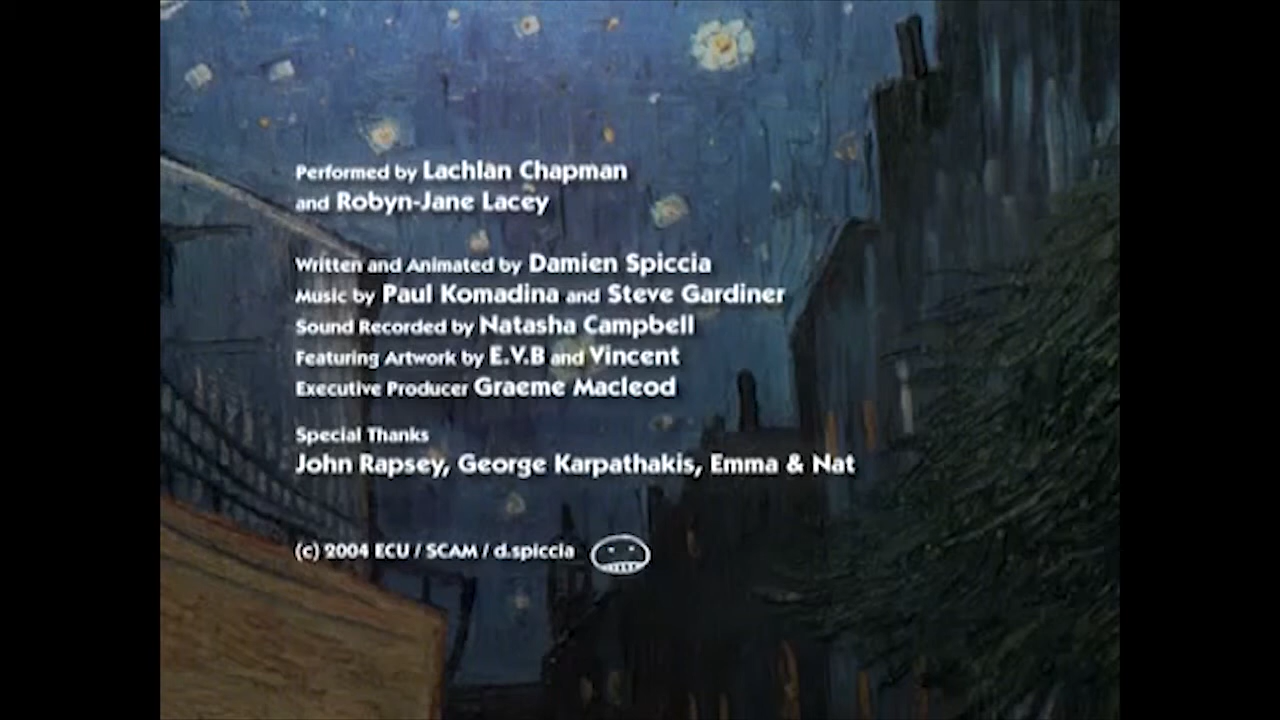 Performed by Lachlan Chapman
and Robyn-Jane Lacey
Written and Animated by Damien Spiccia
Music by Paul Komadina and Steve Gardiner
Sound Recorded by Natasha Campbell
Featuring Artwork by E.V.B and Vincent
Executive Producer Graeme Macleod
Special Thanks
John Rapsey, George Karpathakis, Emma & Nat
(c) 2004 ECU / SCAM / d.spiccia